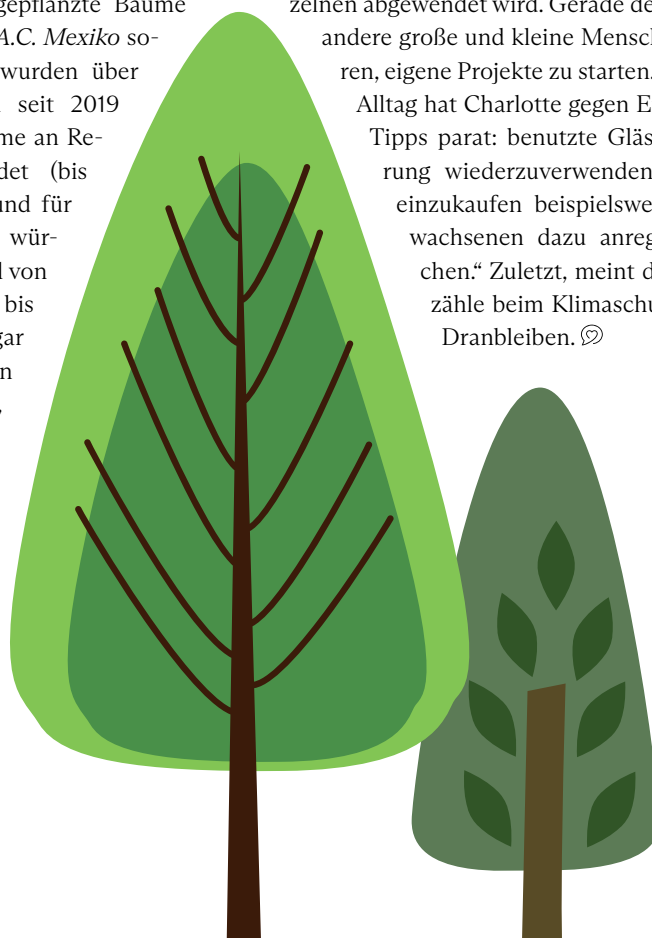 gepflanzte Bäume
A.C. Mexiko so-
wurden über
seit 2019
me an Re-
det (bis
und für
wür-
von
bis
gar
n
zelnen abgewendet wird. Gerade de
andere große und kleine Mensch
ren, eigene Projekte zu starten.
Alltag hat Charlotte gegen E
Tipps parat: benutzte Gläs
rung wiederzuverwenden
einzukaufen beispielswe
wachsenen dazu anreg
chen.“ Zuletzt, meint d
zähle beim Klimaschu
Dranbleiben.